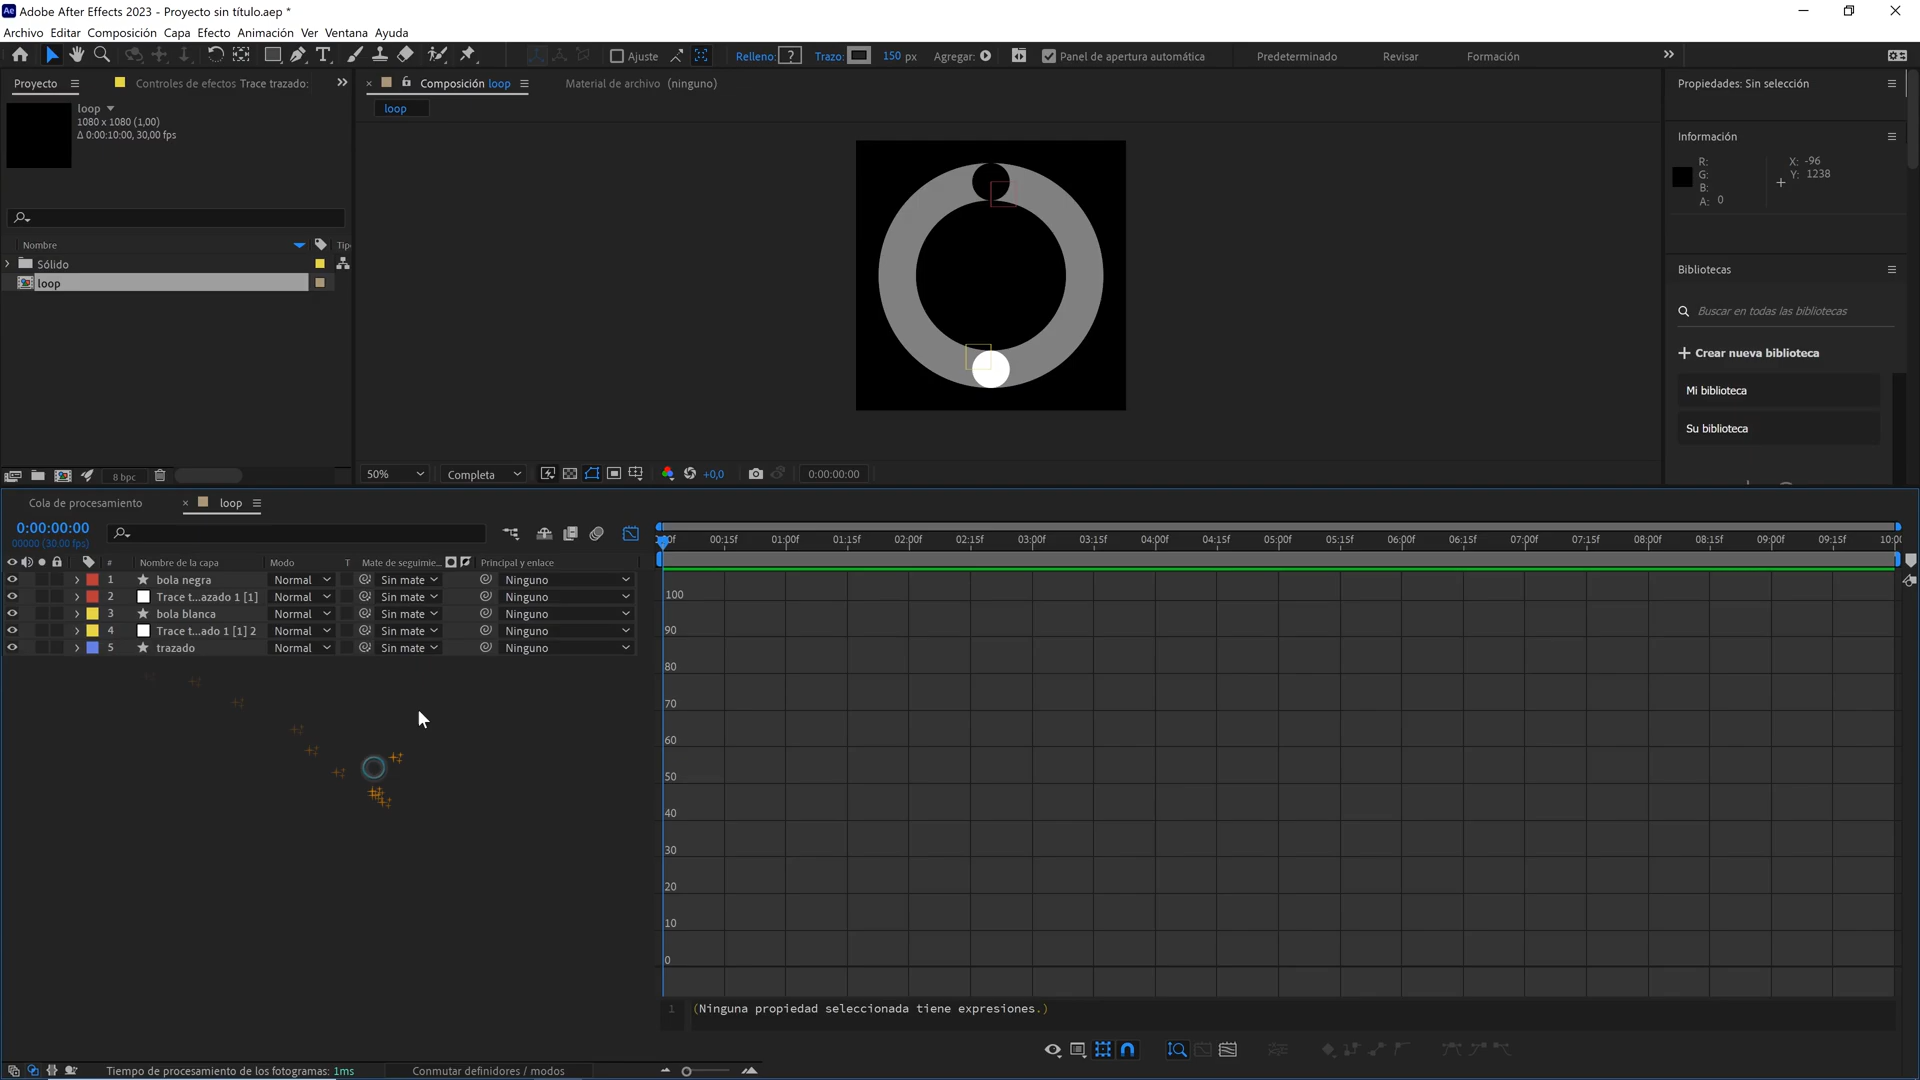 Adobe After Effects 2023 - Proyecto sin título.aep *
Archivo Editar Composición Capa Efecto Animación Ver Ventana Ayuda
Ajuste Relleno: ? Trazo: 150 px Agregar: Panel de apertura automática Predeterminado Revisar Formación
Proyecto Controles de efectos Trace trazado:
loop
1080 x 1080 (1,00)
Δ 0:00:10:00, 30,00 fps
Nombre Tip
Sólido
loop
8 bpc
Composición loop Material de archivo (ninguno)
loop
50% Completa +0,0 0:00:00:00
Propiedades: Sin selección
Información
R: X: -96
G: Y: 1238
B:
A: 0
Bibliotecas
Buscar en todas las bibliotecas
Crear nueva biblioteca
Mi biblioteca
Su biblioteca
Cola de procesamiento loop
0:00:00:00
00000 (30.00 fps)
00:15f 01:00f 01:15f 02:00f 02:15f 03:00f 03:15f 04:00f 04:15f 05:00f 05:15f 06:00f 06:15f 07:00f 07:15f 08:00f 08:15f 09:00f 09:15f 10:0
# Nombre de la capa Modo T Mate de seguimie... Principal y enlace
1 bola negra Normal Sin mate Ninguno
2 Trace t...azado 1 [1] Normal Sin mate Ninguno
3 bola blanca Normal Sin mate Ninguno
4 Trace t...ado 1 [1] 2 Normal Sin mate Ninguno
5 trazado Normal Sin mate Ninguno
100
90
80
70
60
50
40
30
20
10
0
1 (Ninguna propiedad seleccionada tiene expresiones.)
Tiempo de procesamiento de los fotogramas: 1ms Conmutar definidores / modos